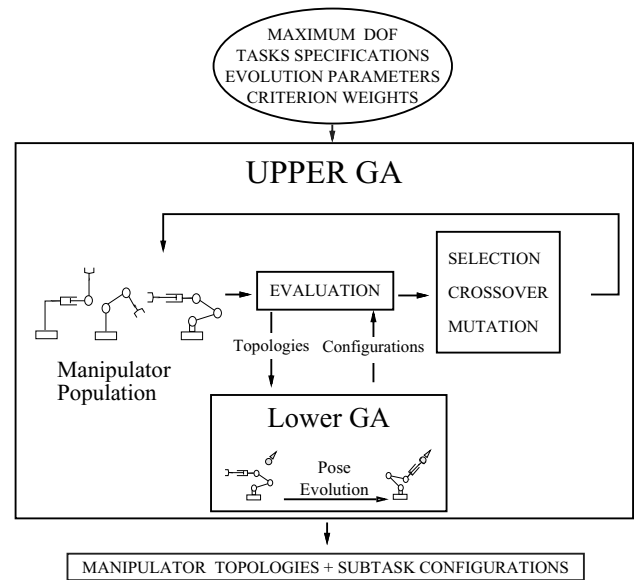 MAXIMUM DOF
TASKS SPECIFICATIONS
EVOLUTION PARAMETERS
CRITERION WEIGHTS
UPPER GA
SELECTION
CROSSOVER
MUTATION
EVALUATION
Topologies
Configurations
Manipulator
Population
Lower GA
Pose
Evolution
MANIPULATOR TOPOLOGIES + SUBTASK CONFIGURATIONS